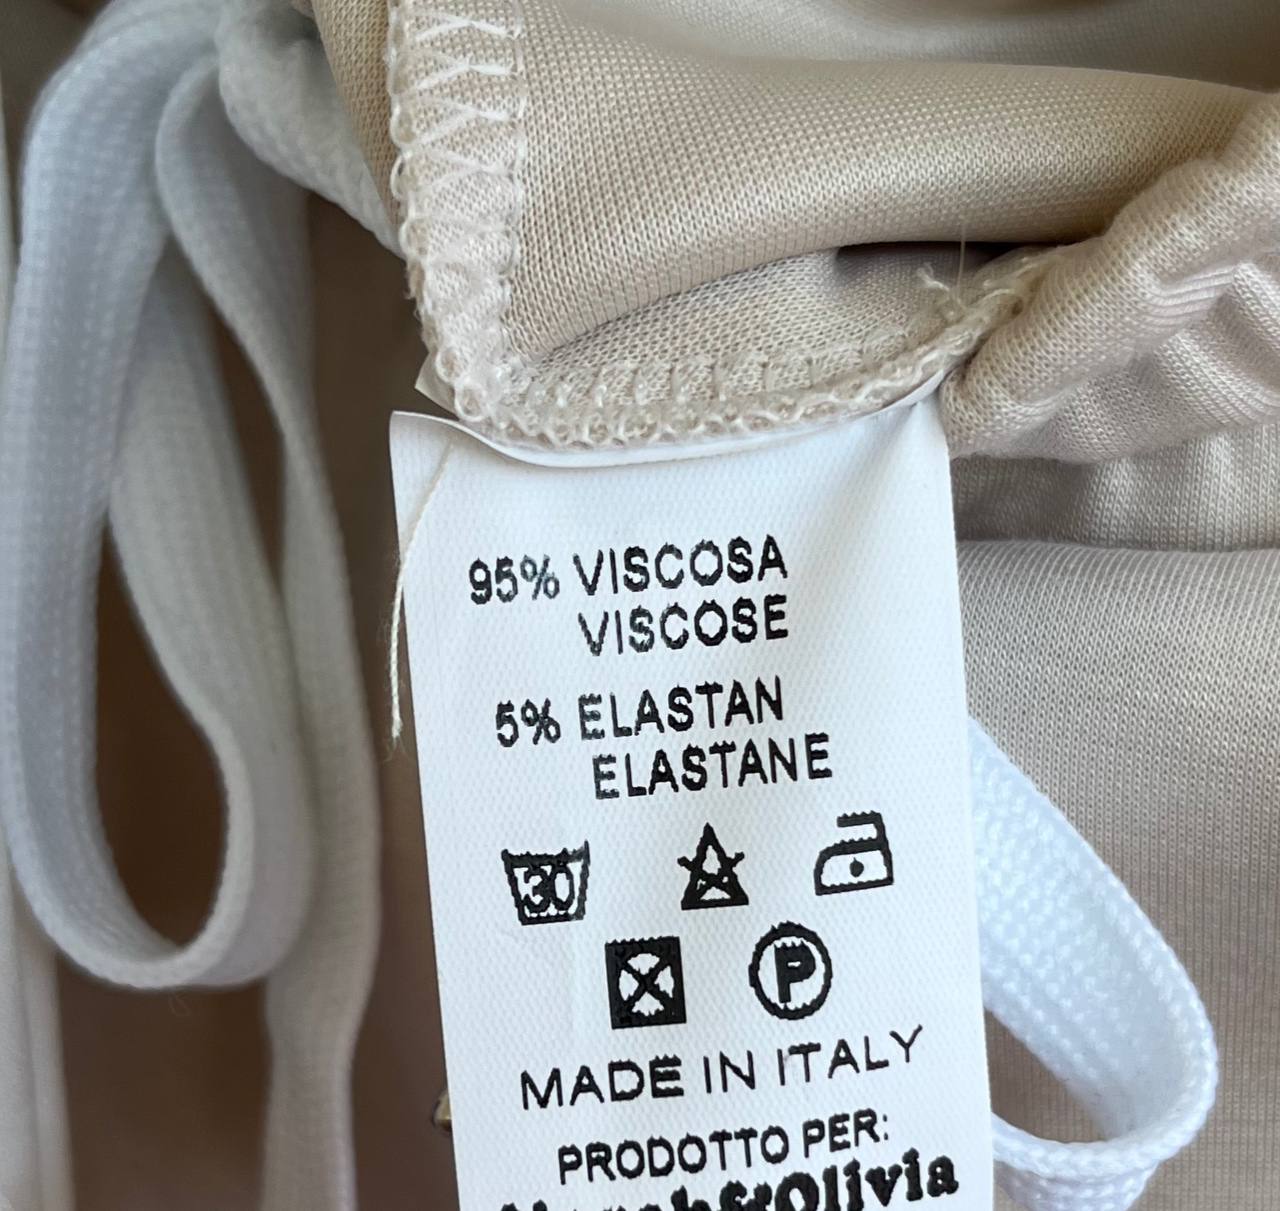 95% VISCOSA
VISCOSE
5% ELASTAN
ELASTANE
30
P
MADE IN ITALY
PRODOTTO PER: